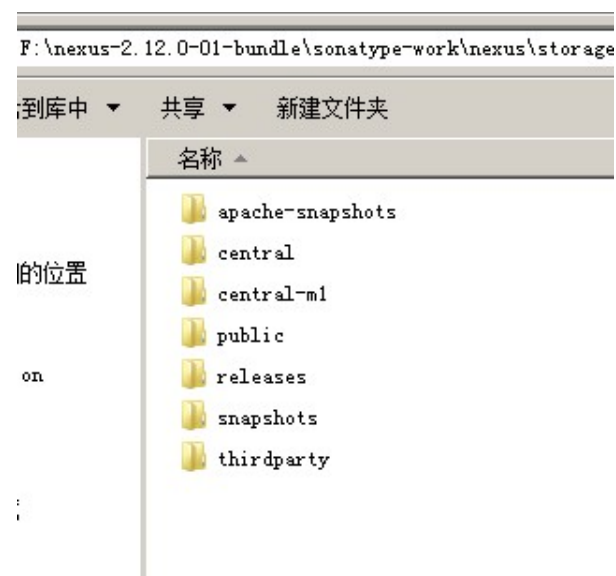 F:\nexus-2.12.0-01-bundle\sonatype-work\nexus\storage
到库中 共享 新建文件夹
名称
apache-snapshots
central
的位置
central-m1
public
on
releases
snapshots
thirdparty